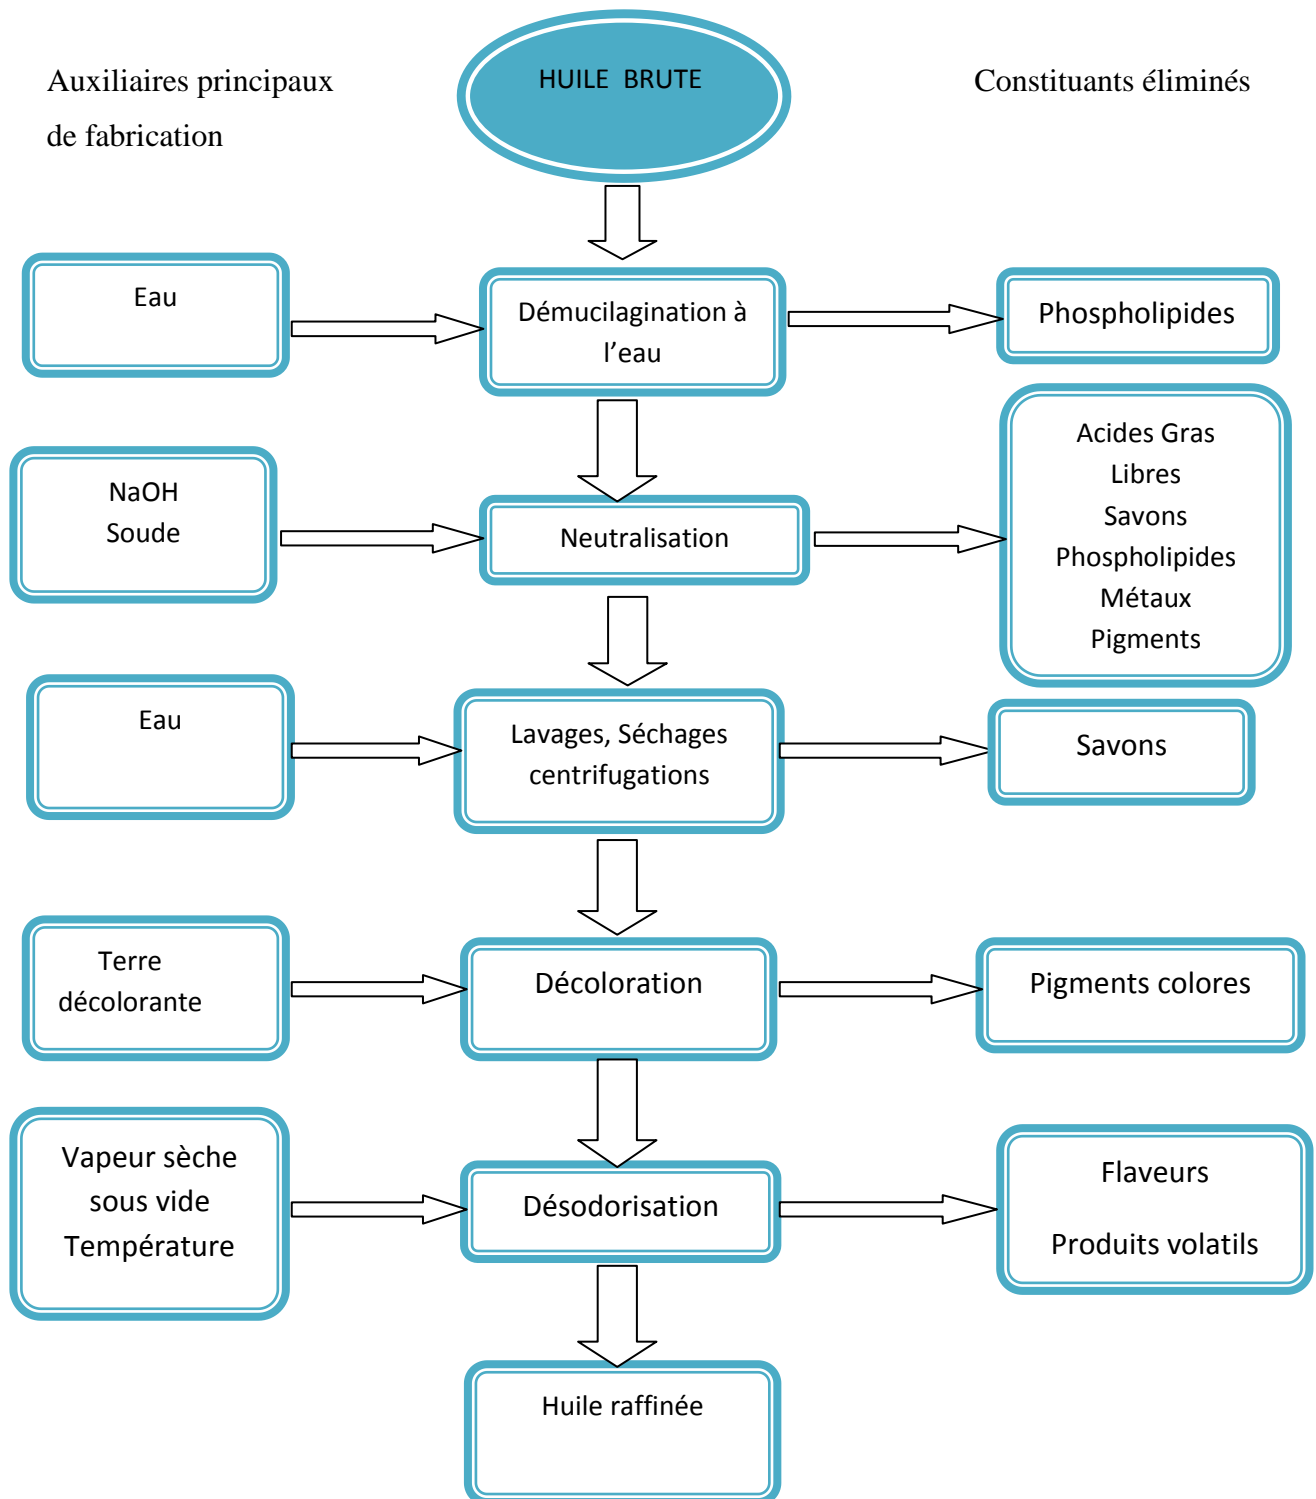 Auxiliaires principaux
de fabrication
HUILE BRUTE
Constituants éliminés
Eau
Démucilagination à
l'eau
Phospholipides
NaOH
Soude
Neutralisation
Acides Gras
Libres
Savons
Phospholipides
Métaux
Pigments
Eau
Lavages, Séchages
centrifugations
Savons
Terre
décolorante
Décoloration
Pigments colores
Vapeur sèche
sous vide
Température
Désodorisation
Flaveurs
Produits volatils
Huile raffinée